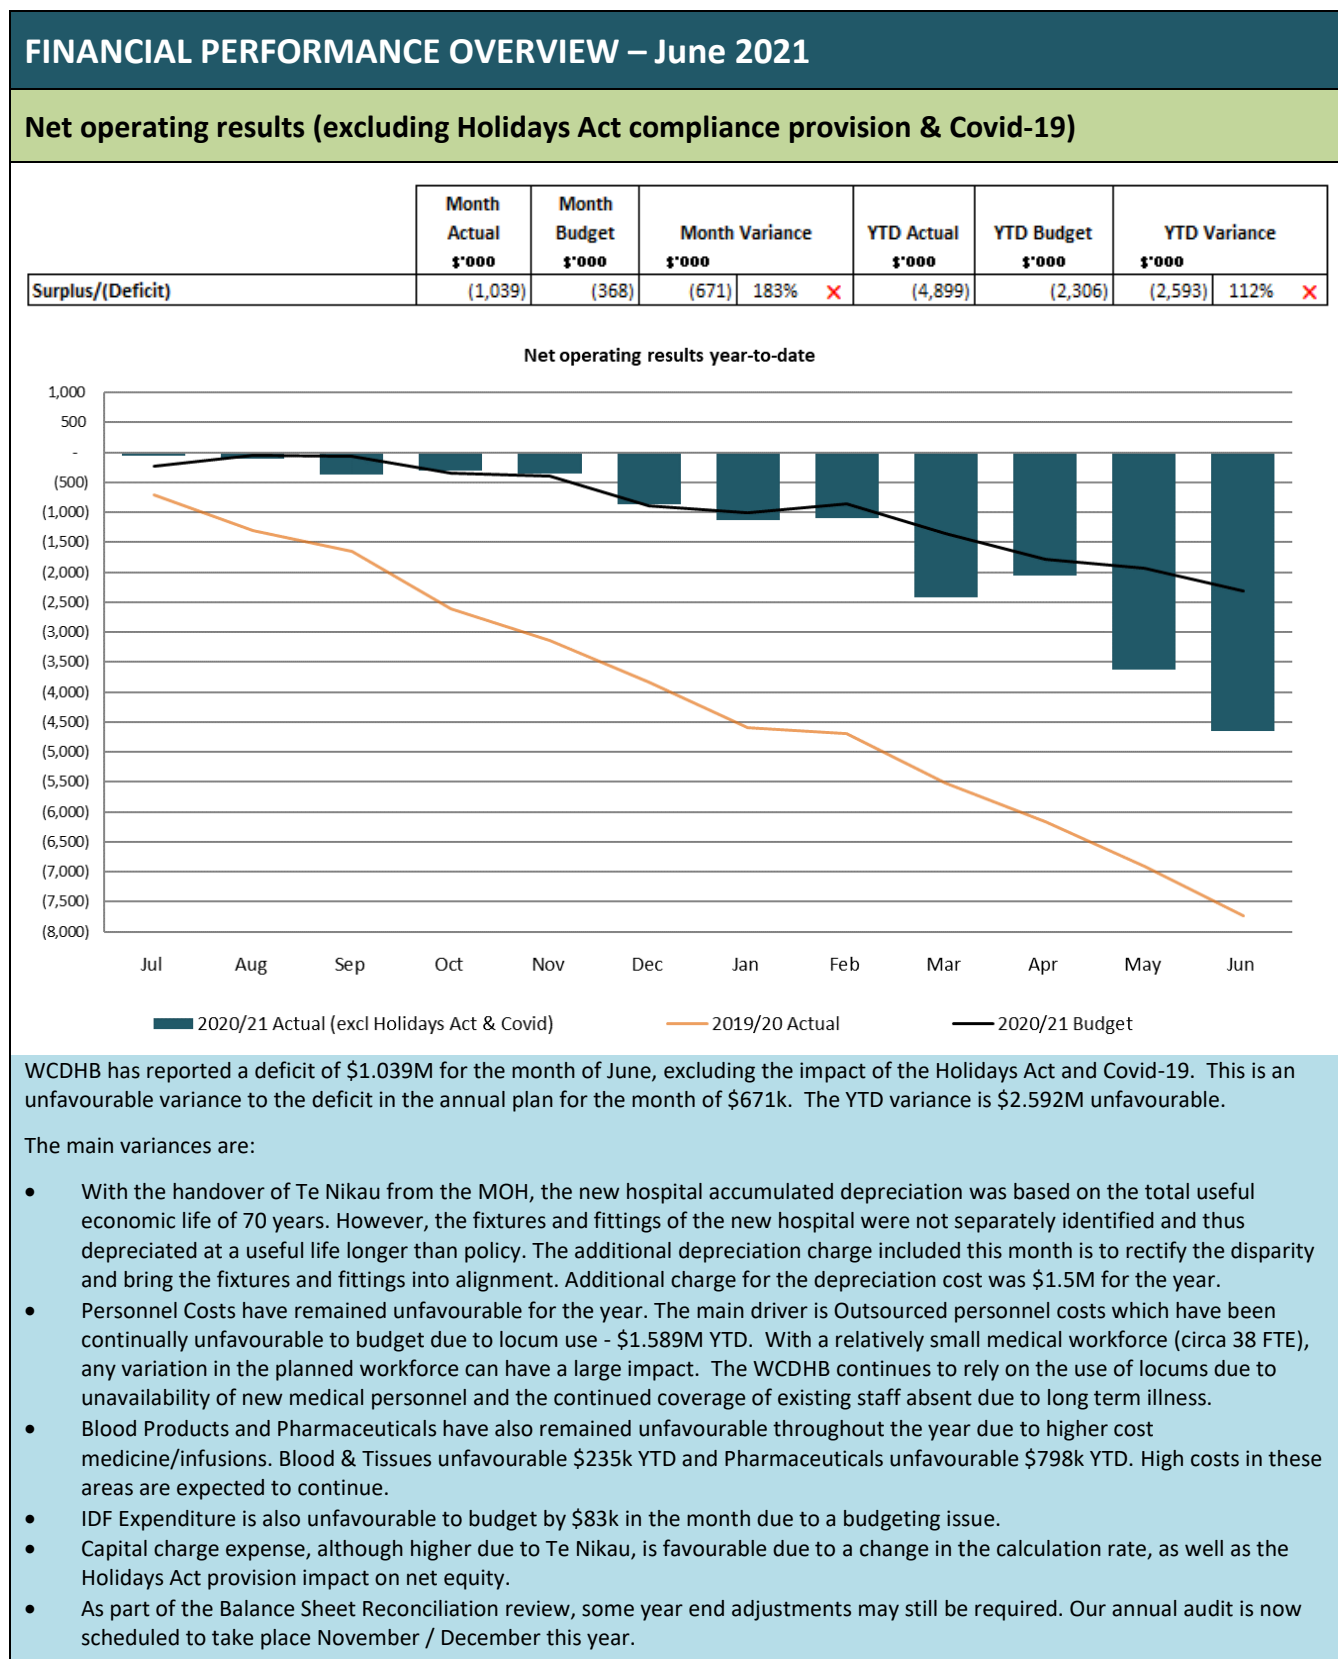 FINANCIAL PERFORMANCE OVERVIEW – June 2021
Net operating results (excluding Holidays Act compliance provision & Covid-19)
Month Actual $'000 Month Budget $'000 Month Variance $'000 YTD Actual $'000 YTD Budget $'000 YTD Variance $'000
Surplus/(Deficit) (1,039) (368) (671) 183% ✕ (4,899) (2,306) (2,593) 112% ✕
Net operating results year-to-date
1,000
500
-
(500)
(1,000)
(1,500)
(2,000)
(2,500)
(3,000)
(3,500)
(4,000)
(4,500)
(5,000)
(5,500)
(6,000)
(6,500)
(7,000)
(7,500)
(8,000)
Jul Aug Sep Oct Nov Dec Jan Feb Mar Apr May Jun
2020/21 Actual (excl Holidays Act & Covid) 2019/20 Actual 2020/21 Budget
WCDHB has reported a deficit of $1.039M for the month of June, excluding the impact of the Holidays Act and Covid-19. This is an
unfavourable variance to the deficit in the annual plan for the month of $671k. The YTD variance is $2.592M unfavourable.
The main variances are:
• With the handover of Te Nikau from the MOH, the new hospital accumulated depreciation was based on the total useful
economic life of 70 years. However, the fixtures and fittings of the new hospital were not separately identified and thus
depreciated at a useful life longer than policy. The additional depreciation charge included this month is to rectify the disparity
and bring the fixtures and fittings into alignment. Additional charge for the depreciation cost was $1.5M for the year.
• Personnel Costs have remained unfavourable for the year. The main driver is Outsourced personnel costs which have been
continually unfavourable to budget due to locum use - $1.589M YTD. With a relatively small medical workforce (circa 38 FTE),
any variation in the planned workforce can have a large impact. The WCDHB continues to rely on the use of locums due to
unavailability of new medical personnel and the continued coverage of existing staff absent due to long term illness.
• Blood Products and Pharmaceuticals have also remained unfavourable throughout the year due to higher cost
medicine/infusions. Blood & Tissues unfavourable $235k YTD and Pharmaceuticals unfavourable $798k YTD. High costs in these
areas are expected to continue.
• IDF Expenditure is also unfavourable to budget by $83k in the month due to a budgeting issue.
• Capital charge expense, although higher due to Te Nikau, is favourable due to a change in the calculation rate, as well as the
Holidays Act provision impact on net equity.
• As part of the Balance Sheet Reconciliation review, some year end adjustments may still be required. Our annual audit is now
scheduled to take place November / December this year.